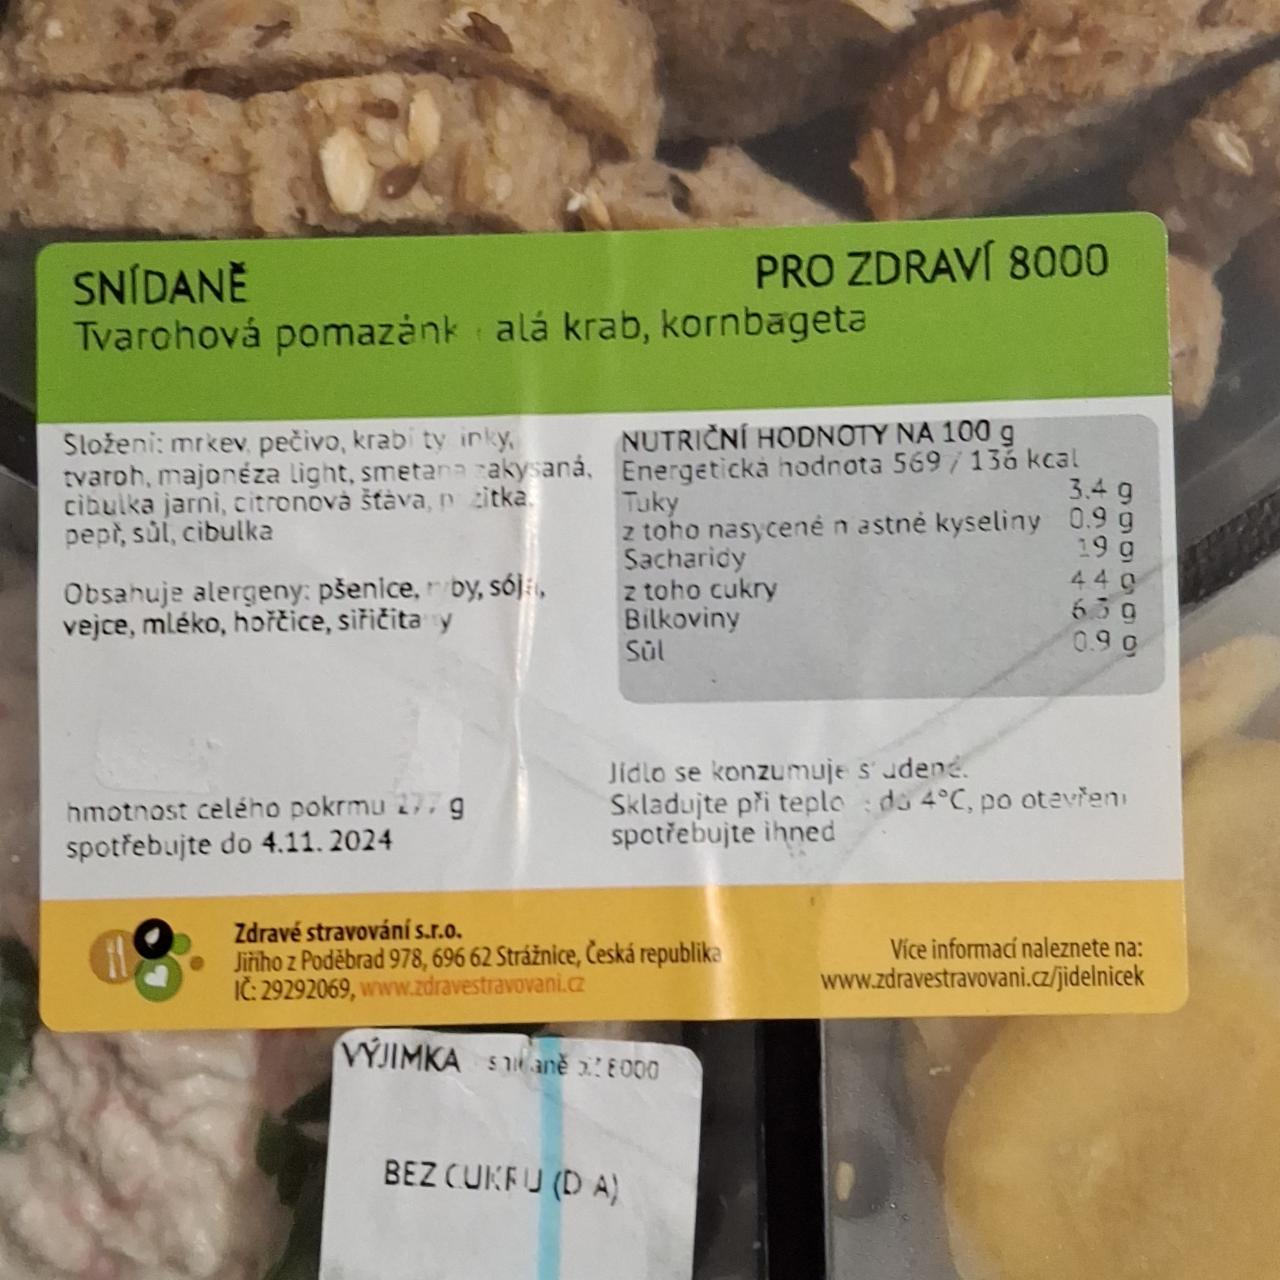 SNÍDANĚ
PRO ZDRAVÍ 8000
Tvarohová pomazánk alá krab, kornbageta
Složení: mrkev, pečivo, krabí ty inky,
tvaroh, majonéza light, smetana zakysaná,
cibulka jarní, citronová šťáva,
pepř, sůl, cibulka
Obsahuje alergeny: pšenice, ryby, sója,
vejce, mléko, hořčice, siřičitany
hmotnost celého pokrmu g
spotřebujte do 4.11. 2024
NUTRIČNÍ HODNOTY NA 100 g
Energetická hodnota 569 / 136 kcal
Tuky 3.4 g
z toho nasycené mastné kyseliny 0.9 g
Sacharidy 19 g
z toho cukry 4.4 g
Bílkoviny 6.3 g
Sůl 0.9 g
Jídlo se konzumuje studené.
Skladujte při teplo do 4°C, po otevření
spotřebujte ihned
Zdravé stravování s.r.o.
Jiřího z Poděbrad 978, 696 62 Strážnice, Česká republika
IČ: 29292069, www.zdravestravovani.cz
Více informací naleznete na:
www.zdravestravovani.cz/jidelnicek
VÝJIMKA snídaně 8000
BEZ CUKRU (DIA)